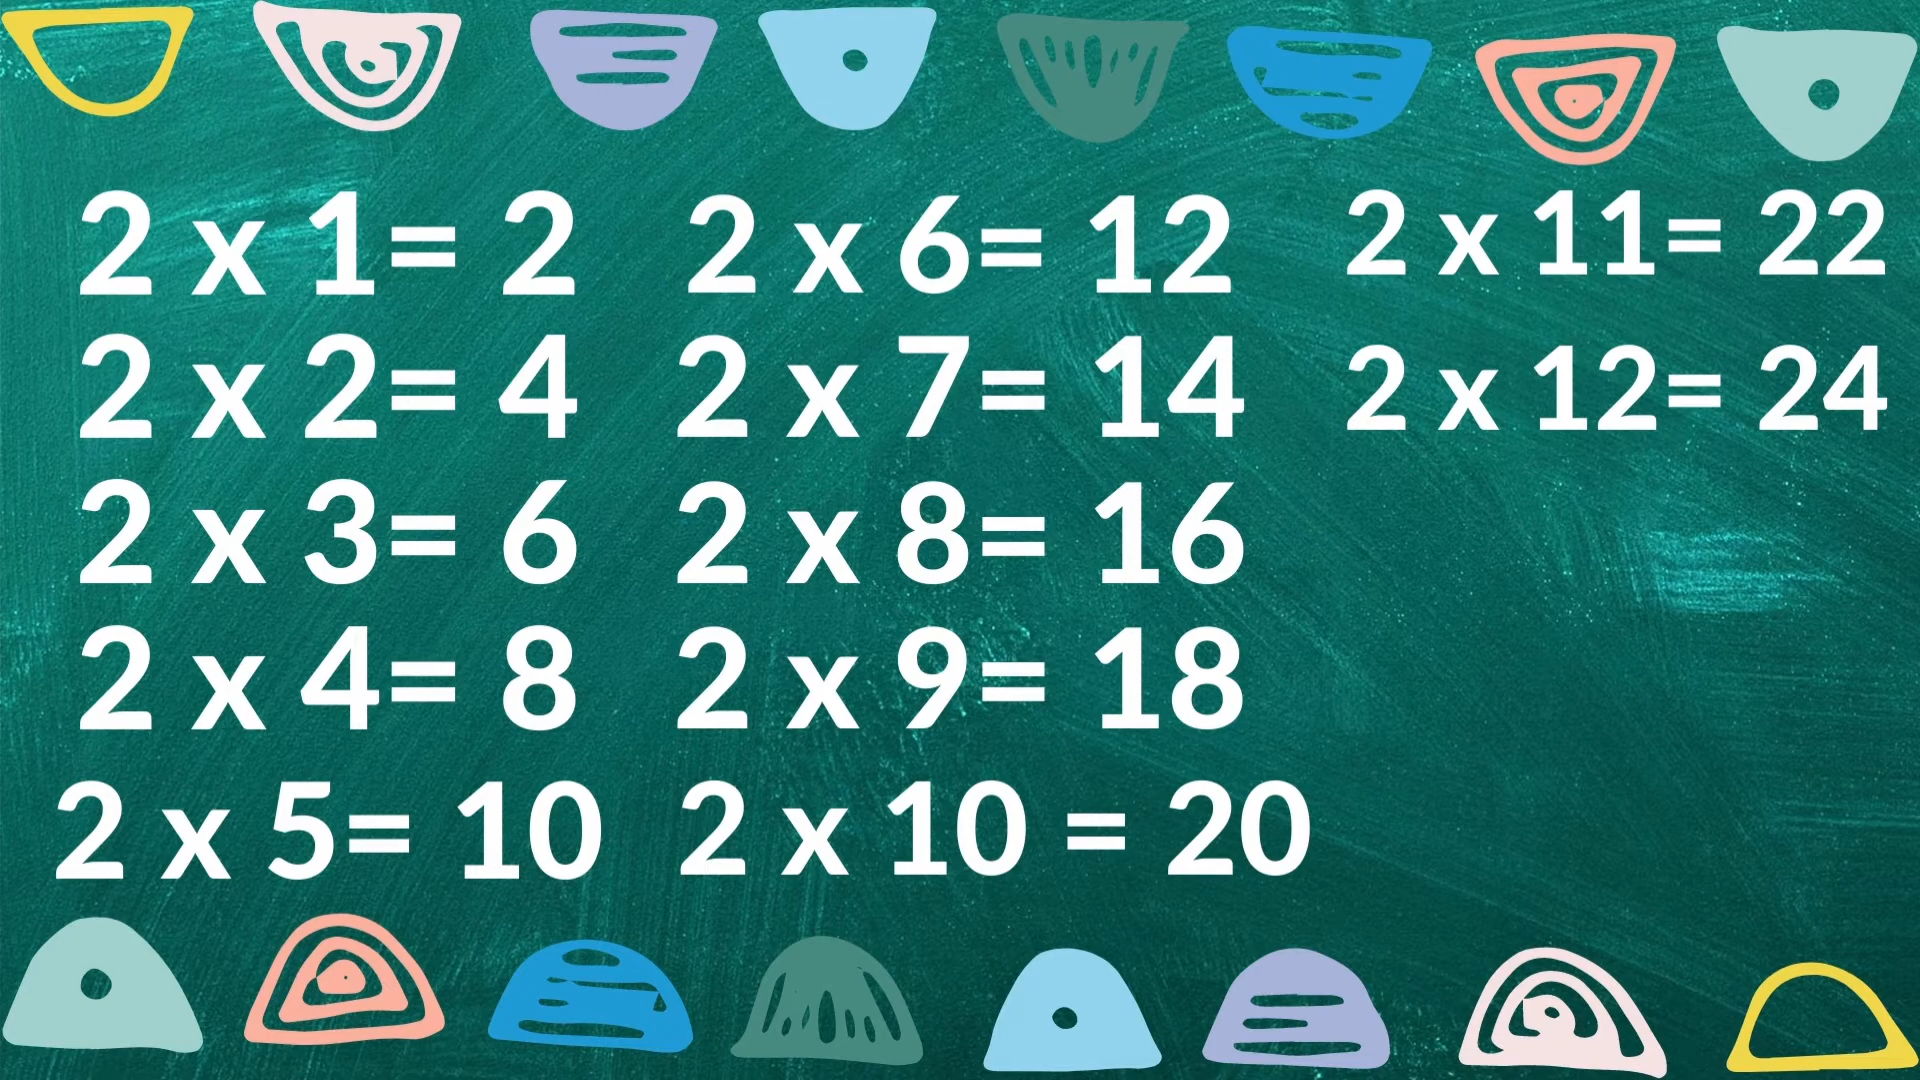 2 x 1= 2
2 x 2= 4
2 x 3= 6
2 x 4= 8
2 x 5= 10
2 x 6= 12
2 x 7= 14
2 x 8= 16
2 x 9= 18
2 x 10 = 20
2 x 11= 22
2 x 12= 24